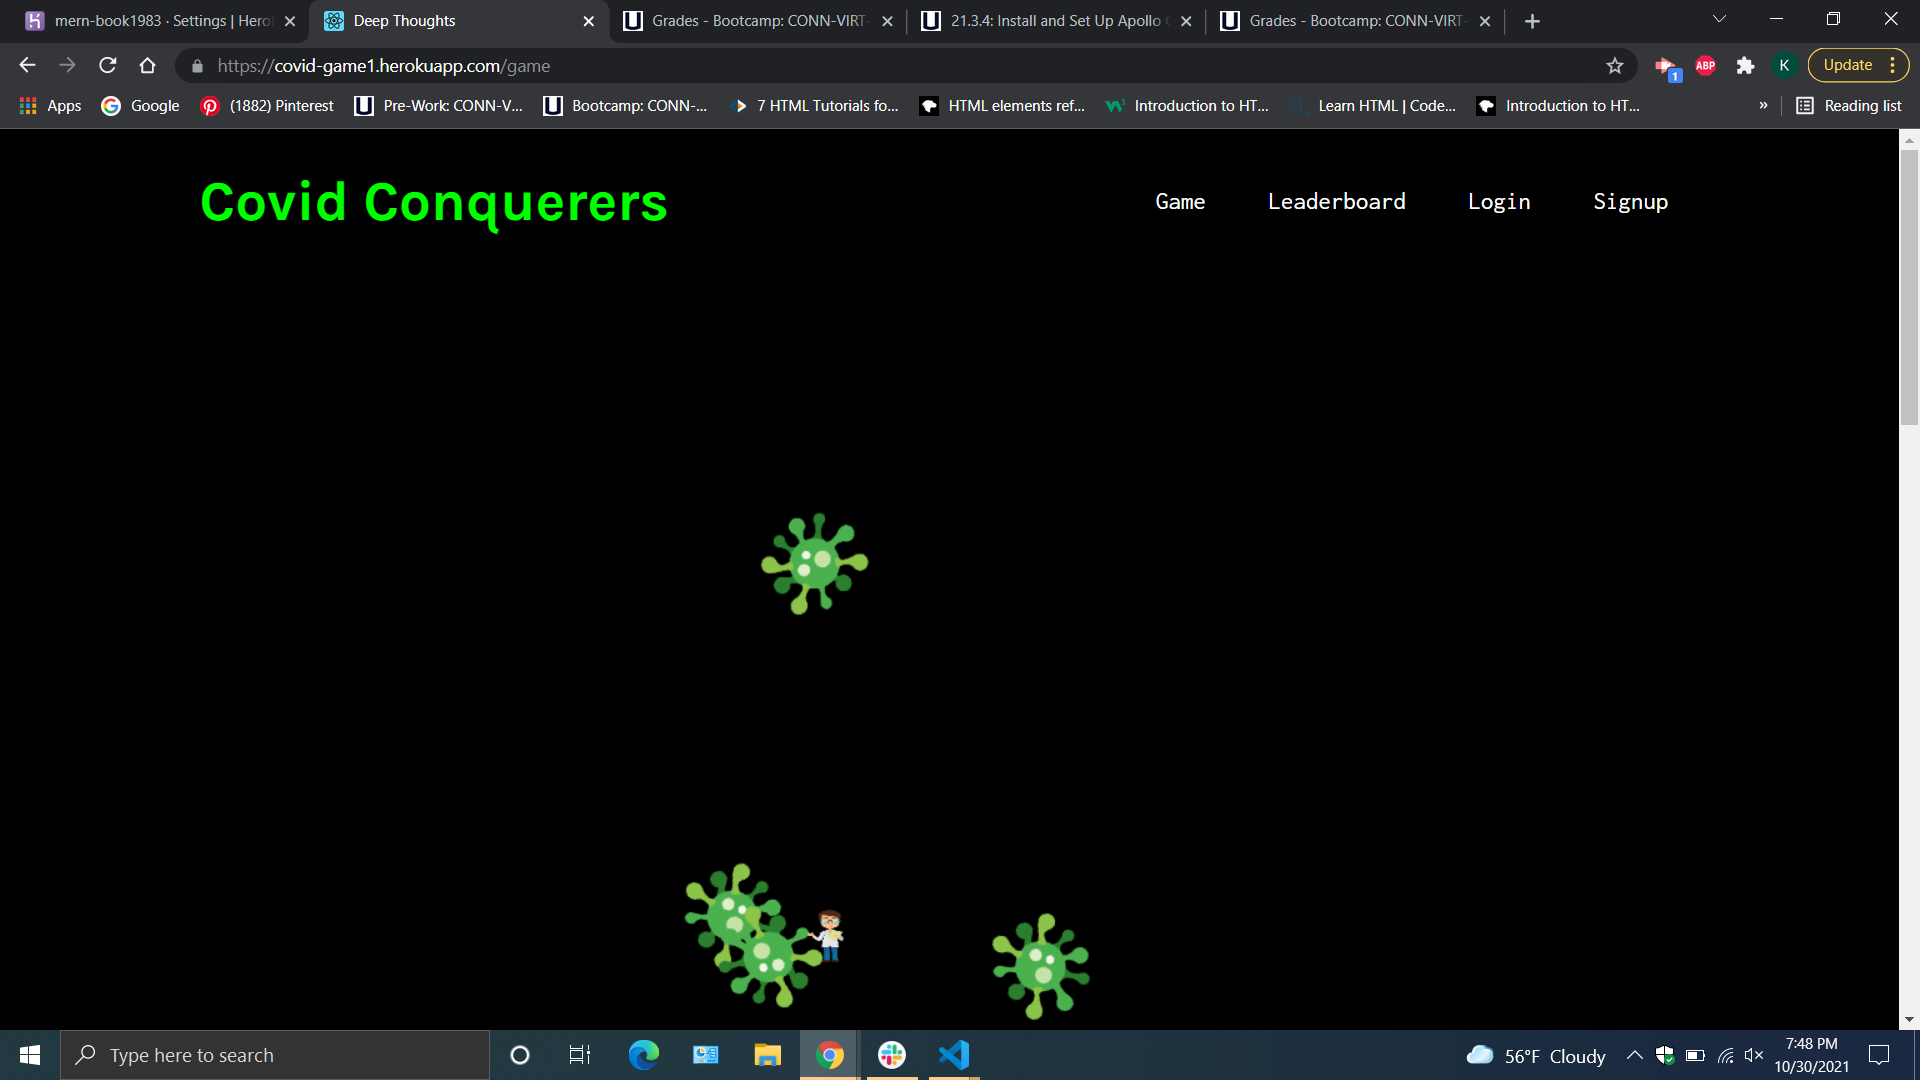 mern-book1983 · Settings | Hero
Deep Thoughts
Grades - Bootcamp: CONN-VIRT-
21.3.4: Install and Set Up Apollo
Grades - Bootcamp: CONN-VIRT-
https://covid-game1.herokuapp.com/game
1
ABP
K
Update
Apps
Google
(1882) Pinterest
Pre-Work: CONN-V...
Bootcamp: CONN-...
7 HTML Tutorials fo...
HTML elements ref...
Introduction to HT...
Learn HTML | Code...
Introduction to HT...
»
Reading list
Covid Conquerers
Game
Leaderboard
Login
Signup
Type here to search
56°F Cloudy
7:48 PM
10/30/2021